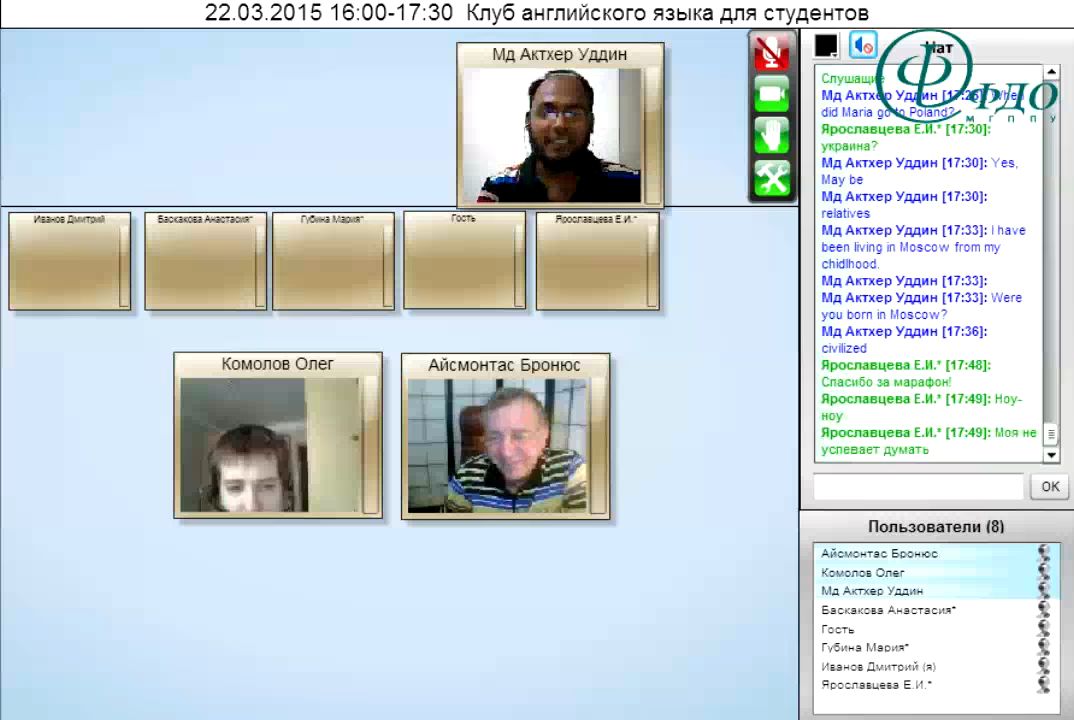 22.03.2015 16:00-17:30 Клуб английского языка для студентов
Мд Актхер Уддин
Иванов Дмитрий
Баскакова Анастасия*
Губина Мария*
Гость
Ярославцева Е.И.*
Комолов Олег
Айсмонтас Бронюс
Чат
ФДО
МГППУ
Слушащие
Мд Актхер Уддин [17:26]: When
did Maria go to Poland?
Ярославцева Е.И.* [17:30]:
украина?
Мд Актхер Уддин [17:30]: Yes,
May be
Мд Актхер Уддин [17:30]:
relatives
Мд Актхер Уддин [17:33]: I have
been living in Moscow from my
chidlhood.
Мд Актхер Уддин [17:33]:
Мд Актхер Уддин [17:33]: Were
you born in Moscow?
Мд Актхер Уддин [17:36]:
civilized
Ярославцева Е.И.* [17:48]:
Спасибо за марафон!
Ярославцева Е.И.* [17:49]: Ноу-
ноу
Ярославцева Е.И.* [17:49]: Моя не
успевает думать
OK
Пользователи (8)
Айсмонтас Бронюс
Комолов Олег
Мд Актхер Уддин
Баскакова Анастасия*
Гость
Губина Мария*
Иванов Дмитрий (я)
Ярославцева Е.И.*